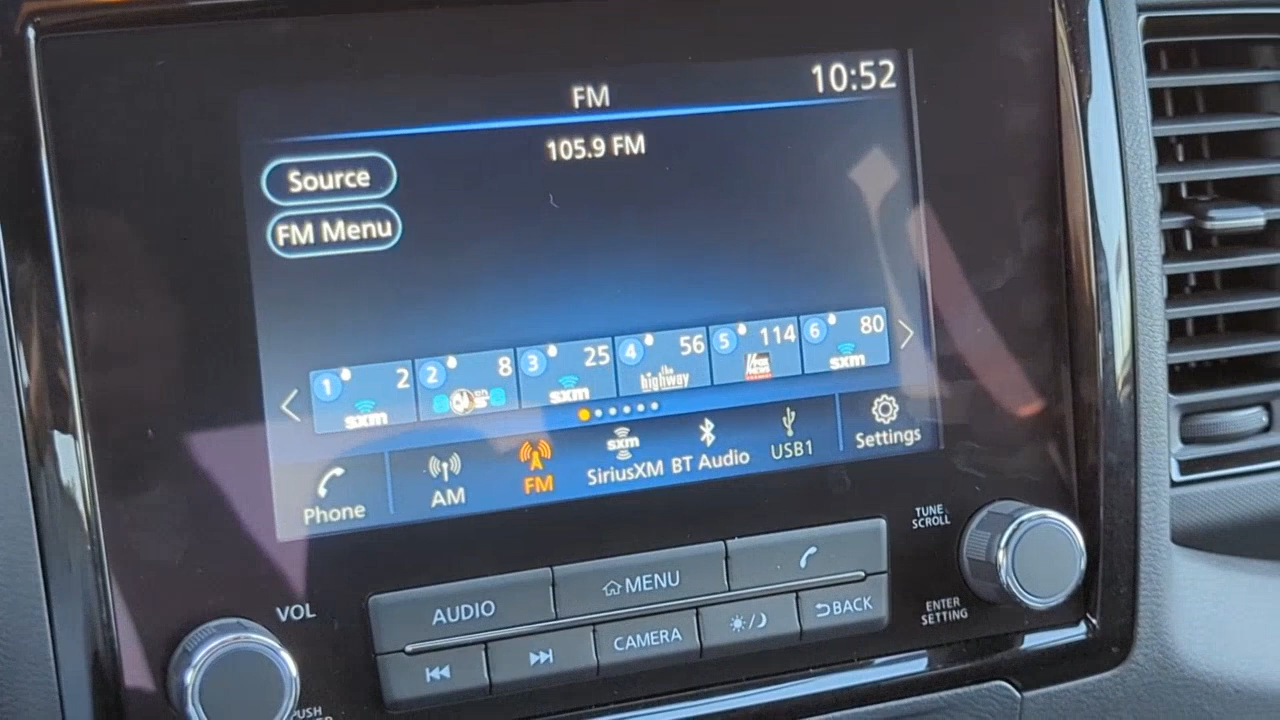 10:52
FM
105.9 FM
Source
FM Menu
1 2 sxm
2 8
3 25 sxm
4 56 the highway
5 114
6 80 sxm
Phone
AM
FM
sxm
SiriusXM
BT Audio
USB1
Settings
TUNE
SCROLL
VOL
AUDIO
MENU
CAMERA
BACK
ENTER
SETTING
PUSH